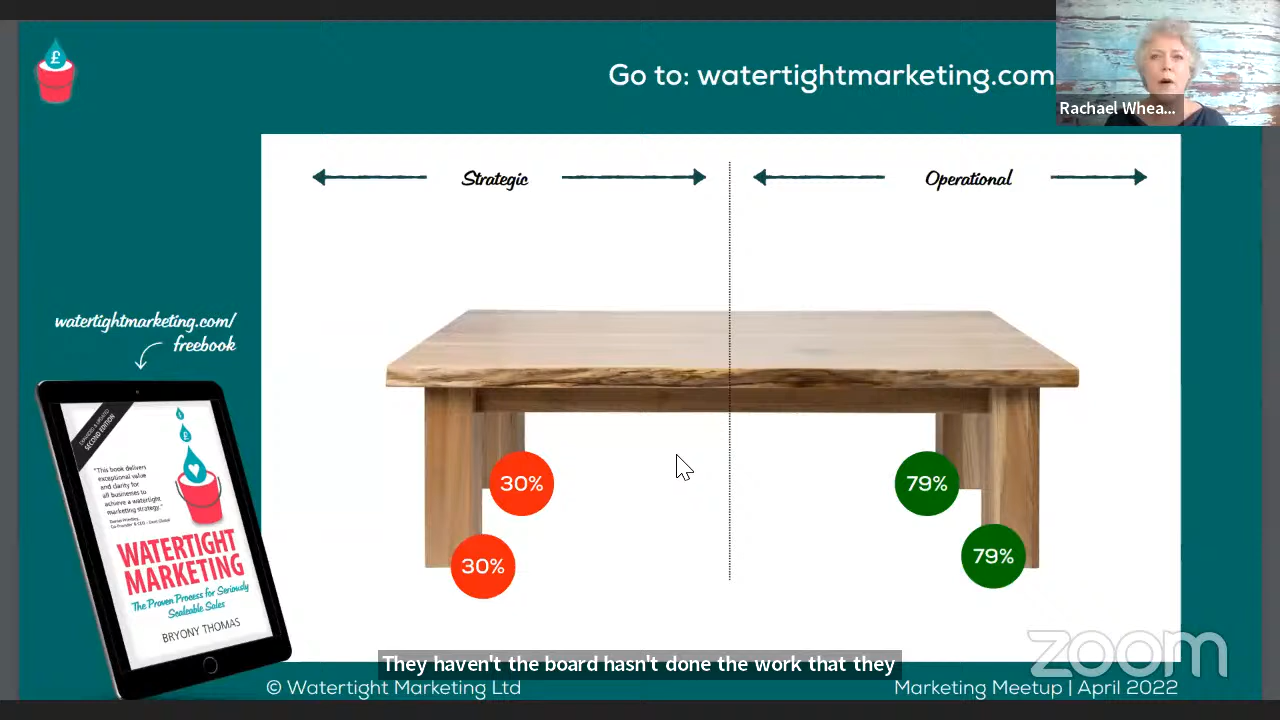 £
Go to: watertightmarketing.com
Rachael Whea...
Strategic
Operational
watertightmarketing.com/
freebook
30%
79%
30%
79%
EXPANDED & UPDATED
SECOND EDITION
£
"This book delivers
exceptional value
and clarity for
all businesses to
achieve a watertight
marketing strategy."
WATERTIGHT
MARKETING
The Proven Process for Seriously
Scaleable Sales
BRYONY THOMAS
They haven't the board hasn't done the work that they
zoom
© Watertight Marketing Ltd
Marketing Meetup | April 2022